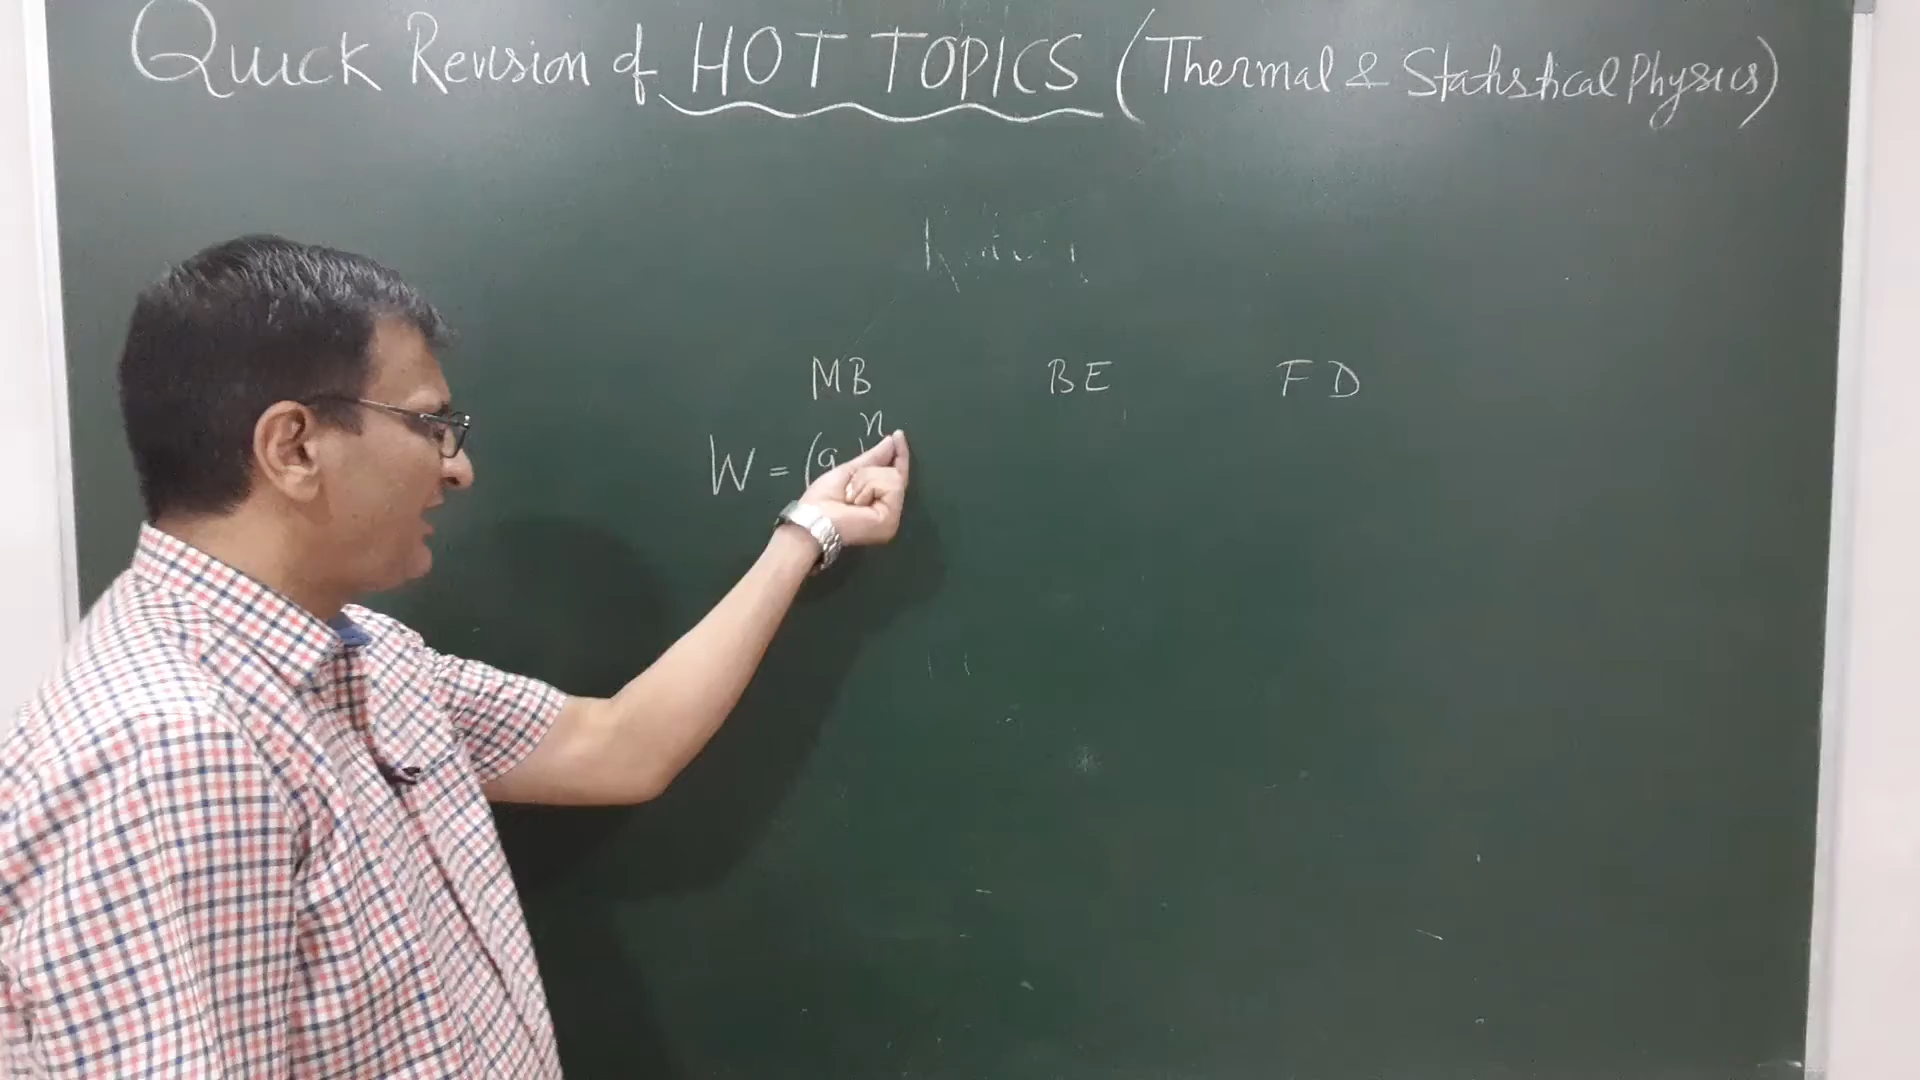 Quick Revision of HOT TOPICS (Thermal & Statistical Physics)
MB BE FD
W = (g)^n